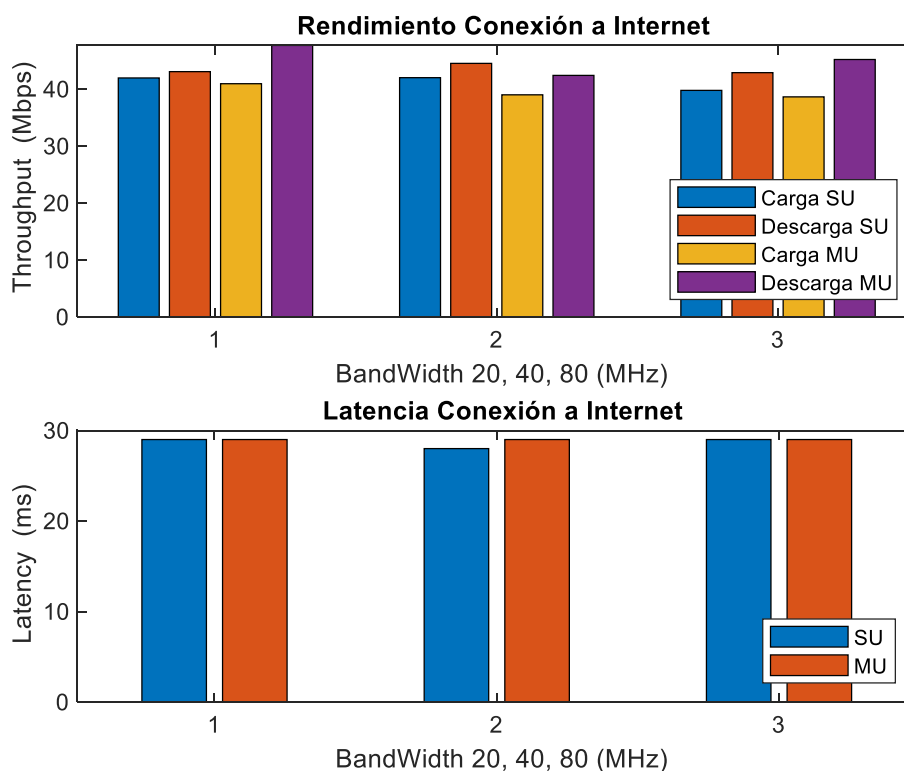 Rendimiento Conexión a Internet
Throughput (Mbps)
40
30
20
10
0
Carga SU
Descarga SU
Carga MU
Descarga MU
1 2 3
BandWidth 20, 40, 80 (MHz)
Latencia Conexión a Internet
Latency (ms)
30
20
10
0
SU
MU
1 2 3
BandWidth 20, 40, 80 (MHz)